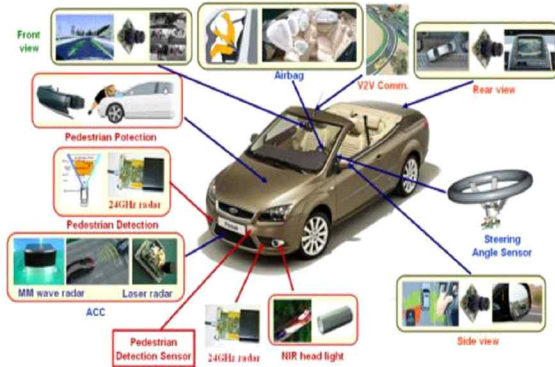 Front
view
Airbag
V2V Comm.
Rear view
Pedestrian Potection
24GHz radar
Pedestrian Detection
Steering
Angle Sensor
MM wave radar
Laser radar
ACC
Pedestrian
Detection Sensor
24GHz radar
NIR head light
Side view